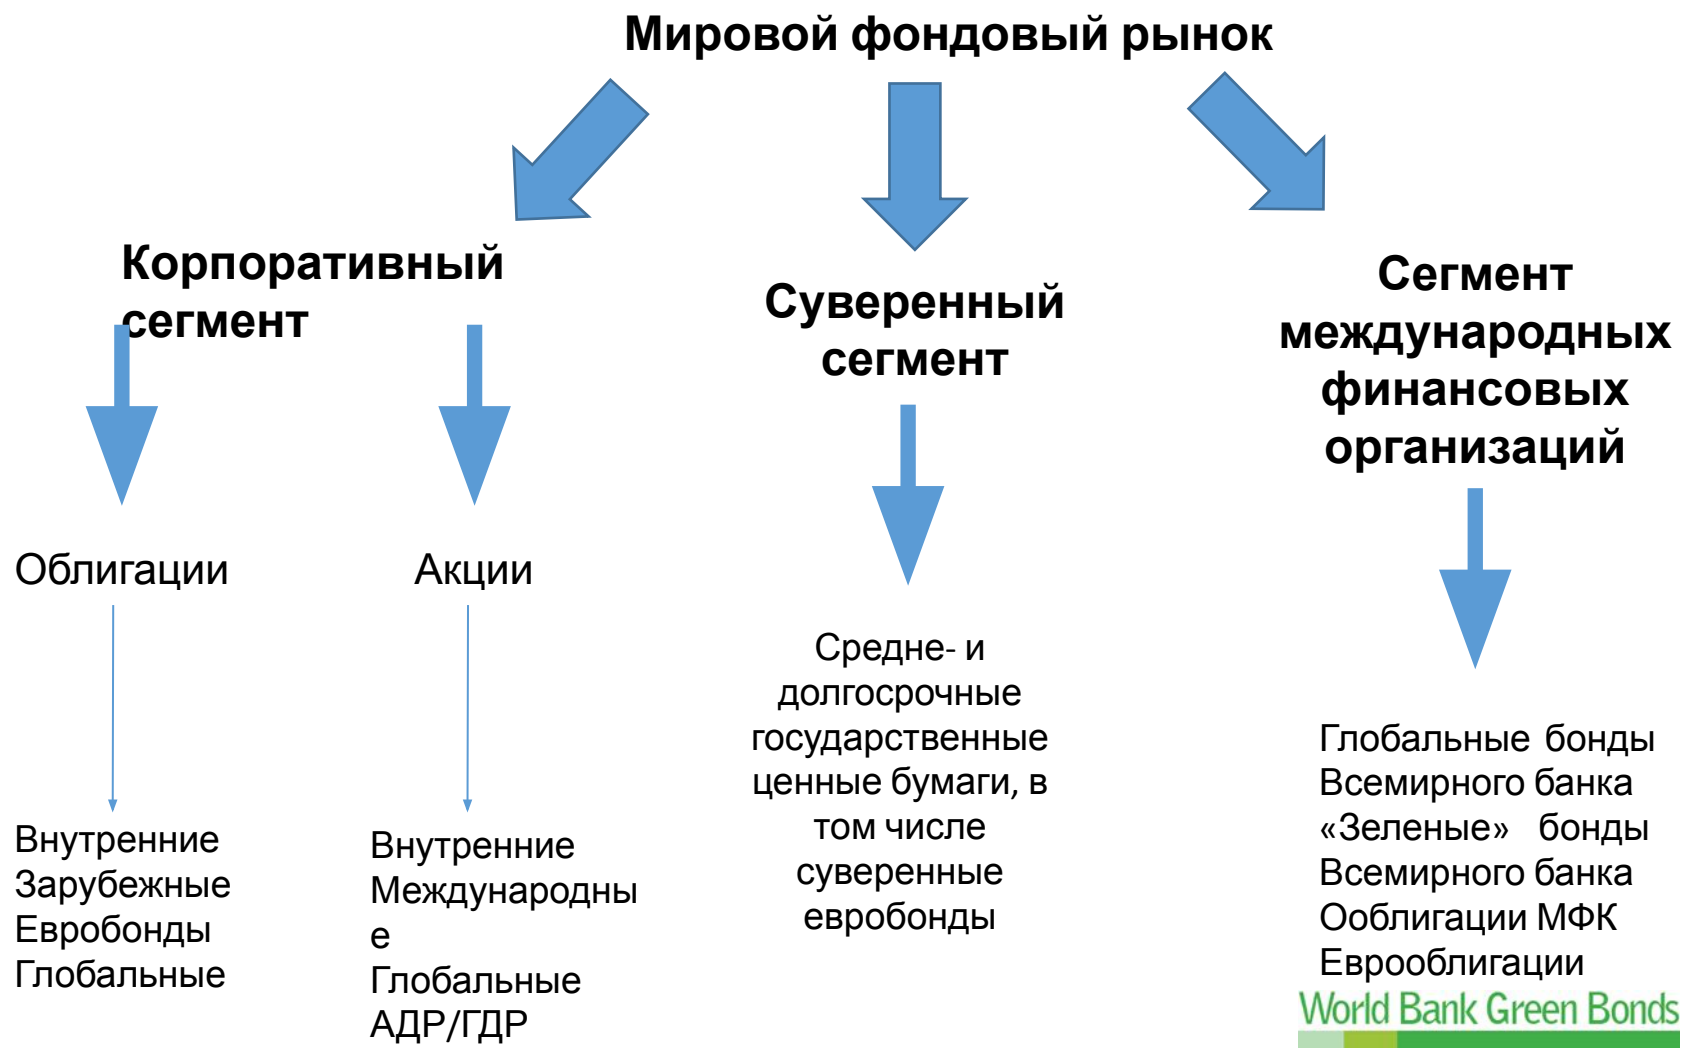 Мировой фондовый рынок
Корпоративный
сегмент
Суверенный
сегмент
Сегмент
международных
финансовых
организаций
Облигации
Акции
Внутренние
Зарубежные
Евробонды
Глобальные
Внутренние
Международны
е
Глобальные
АДР/ГДР
Средне- и
долгосрочные
государственные
ценные бумаги, в
том числе
суверенные
евробонды
Глобальные бонды
Всемирного банка
«Зеленые» бонды
Всемирного банка
Ооблигации МФК
Еврооблигации
World Bank Green Bonds